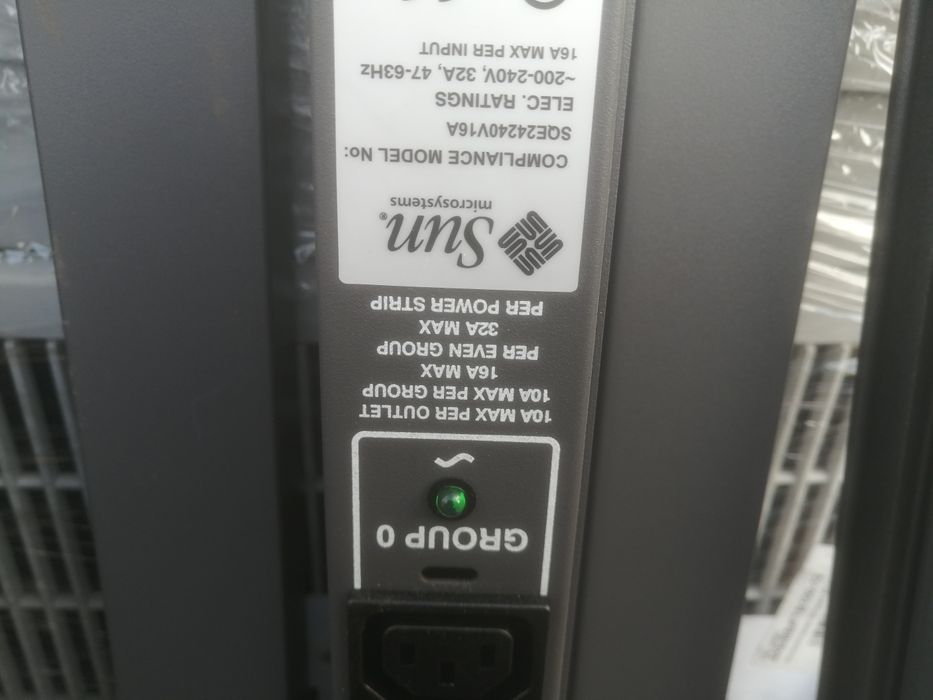 GROUP 0
10A MAX PER OUTLET
10A MAX PER GROUP
16A MAX
PER EVEN GROUP
32A MAX
PER POWER STRIP
Sun®
microsystems
COMPLIANCE MODEL No:
SQE24240V16A
ELEC. RATINGS
~200-240V, 32A, 47-63Hz
16A MAX PER INPUT